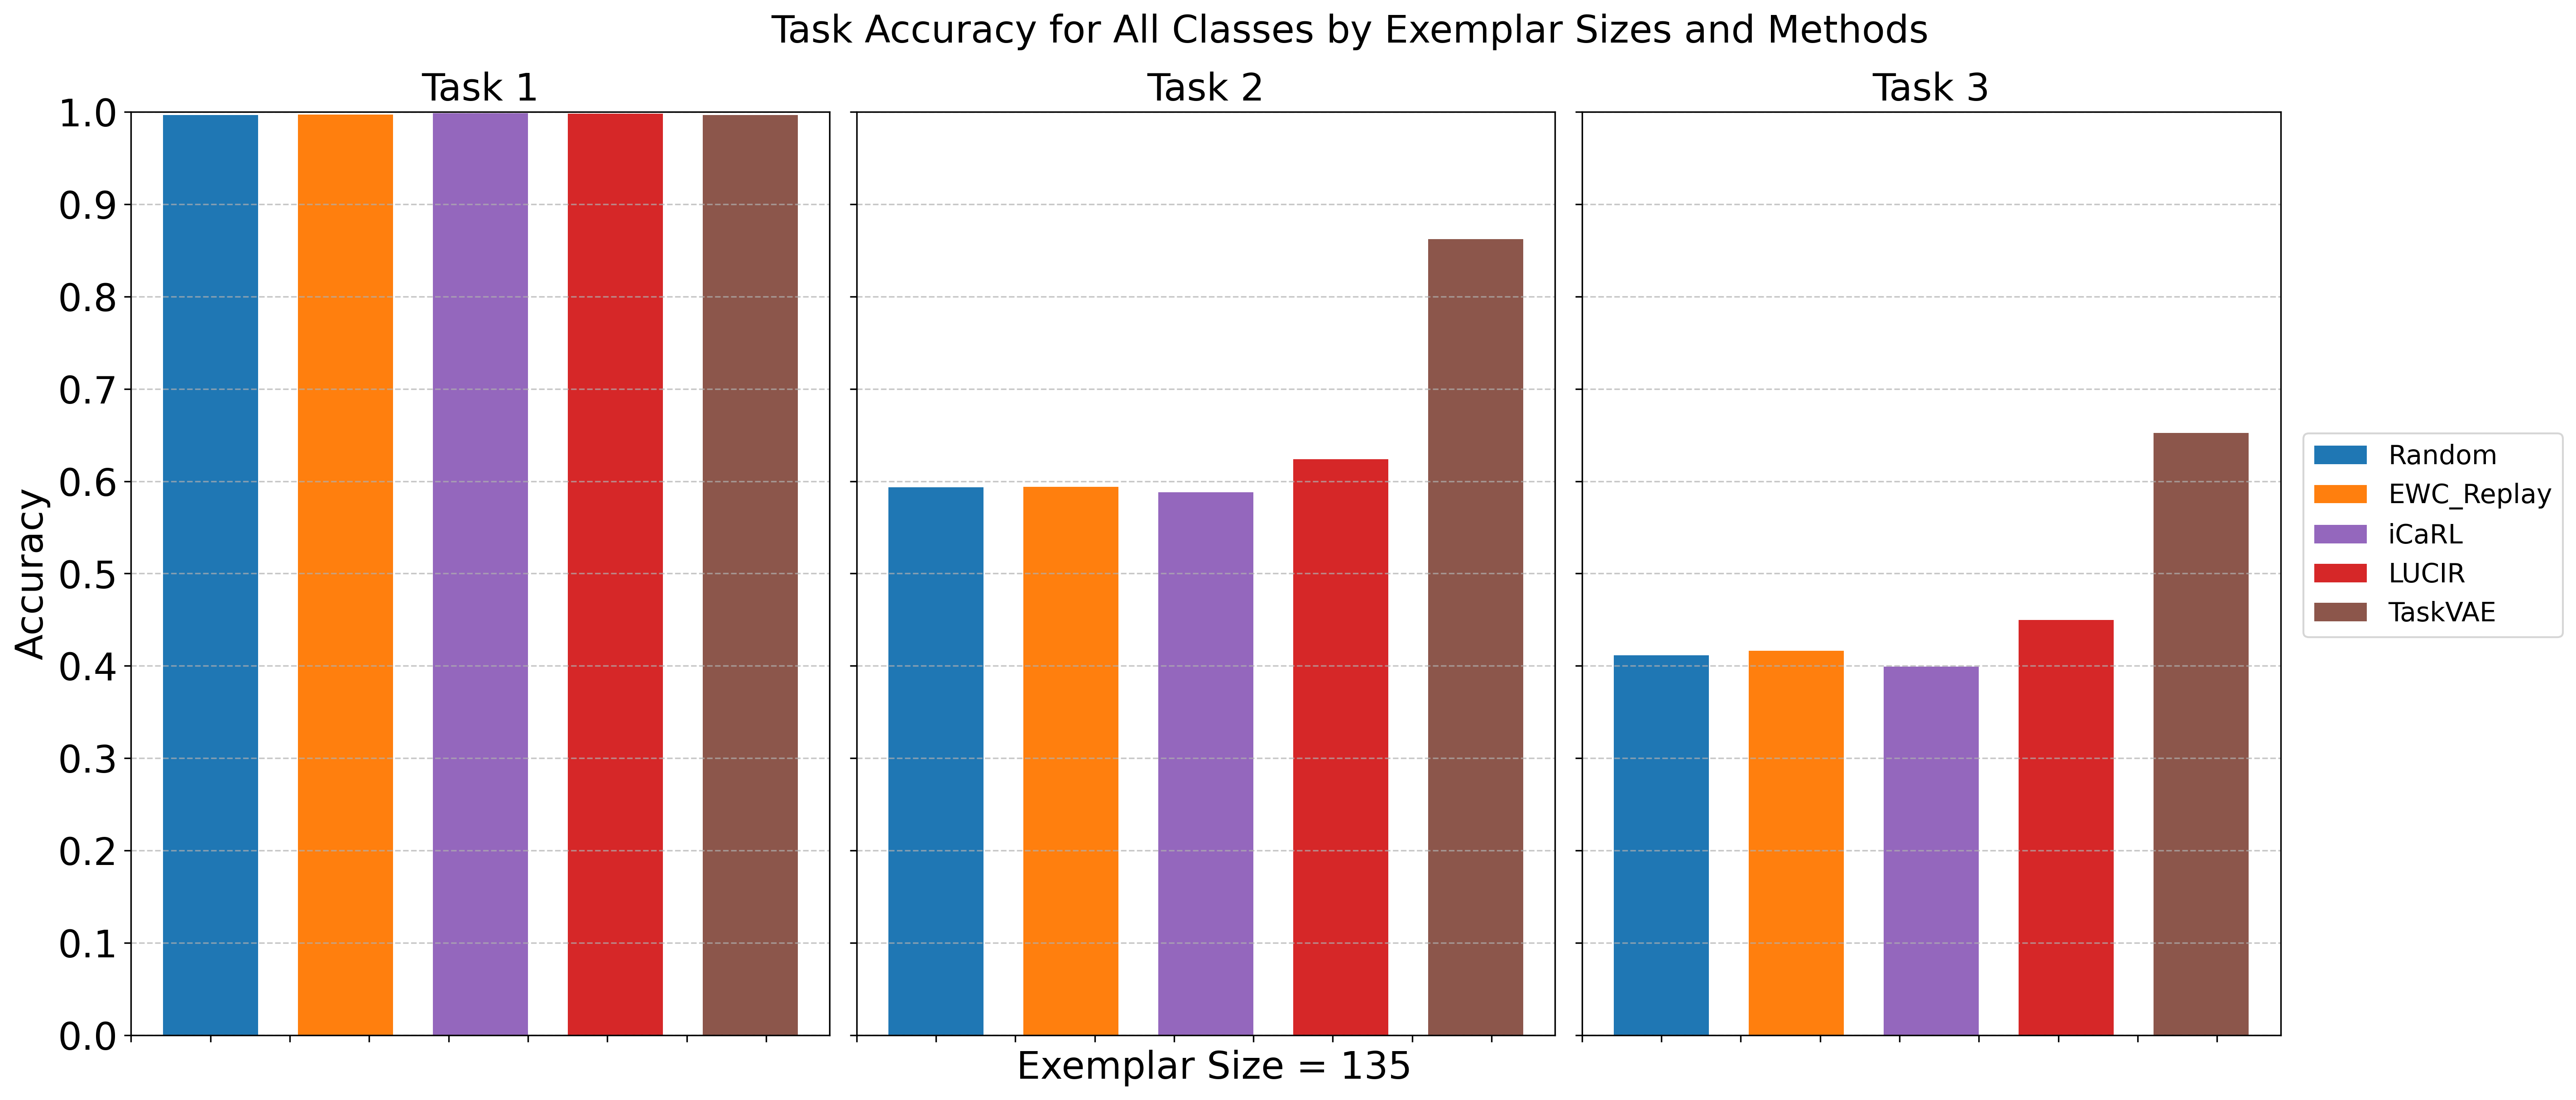 Task Accuracy for All Classes by Exemplar Sizes and Methods
Task 1
Task 2
Task 3
1.0
0.9
0.8
0.7
0.6
0.5
0.4
0.3
0.2
0.1
0.0
Accuracy
Exemplar Size = 135
Random
EWC_Replay
iCaRL
LUCIR
TaskVAE